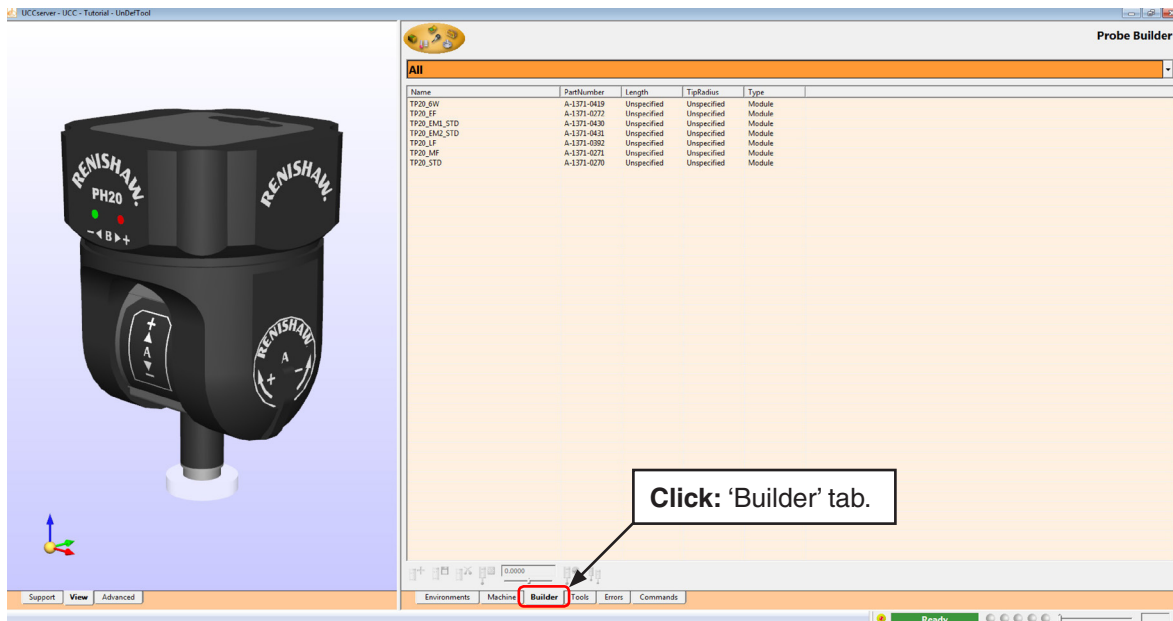 UCCserver - UCC - Tutorial - UnDefTool
Probe Builder
All
Name PartNumber Length TipRadius Type
TP20_6W A-1371-0419 Unspecified Unspecified Module
TP20_EF A-1371-0272 Unspecified Unspecified Module
TP20_EM1_STD A-1371-0430 Unspecified Unspecified Module
TP20_EM2_STD A-1371-0431 Unspecified Unspecified Module
TP20_LF A-1371-0392 Unspecified Unspecified Module
TP20_MF A-1371-0271 Unspecified Unspecified Module
TP20_STD A-1371-0270 Unspecified Unspecified Module
RENISHAW.
PH20
- B +
RENISHAW.
+
A
-
RENISHAW
A
+ -
Click: ‘Builder’ tab.
0.0000
Support View Advanced
Environments Machine Builder Tools Errors Commands
Ready